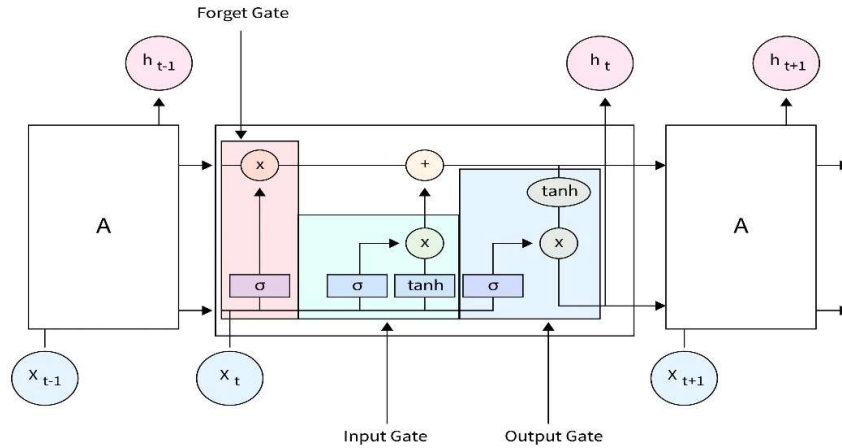 Forget Gate
h t-1
h t
h t+1
x
+
tanh
A
A
x
x
σ
σ
tanh
σ
X t-1
X t
X t+1
Input Gate
Output Gate